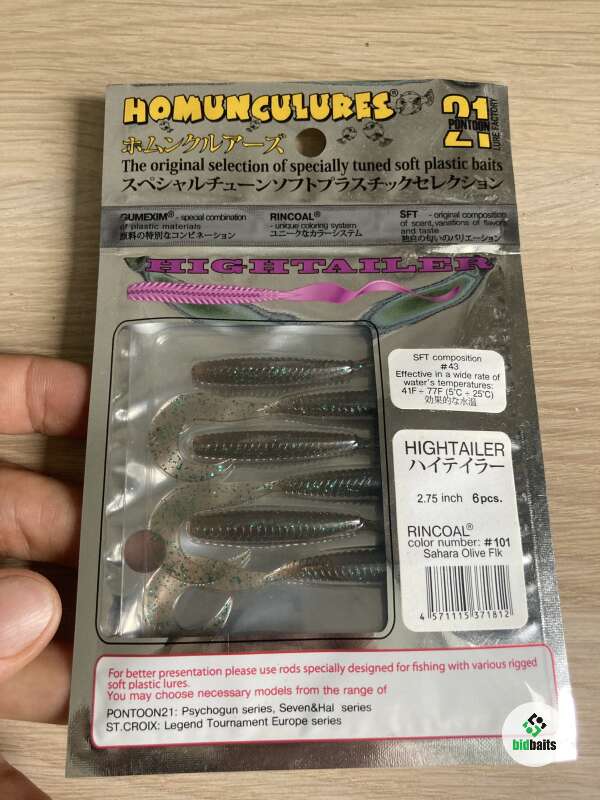 HOMUNCULURES®
ホムンクルアーズ
21
PONTOON
LURE FACTORY
The original selection of specially tuned soft plastic baits
スペシャルチューンソフトプラスチックセレクション
GUMEXIM® - special combination
of plastic materials
原料の特別なコンビネーション
RINCOAL®
- unique coloring system
ユニークなカラーシステム
SFT - original composition
of scent, variations of flavors
and taste
独自の匂いのバリエーション
HIGHTAILER
SFT composition
#43
Effective in a wide rate of
water's temperatures:
41F ÷ 77F (5°C ÷ 25°C)
効果的な水温
HIGHTAILER
ハイテイラー
2.75 inch 6 pcs.
RINCOAL®
color number: #101
Sahara Olive Flk
4 571115 371812
For better presentation please use rods specially designed for fishing with various rigged
soft plastic lures.
You may choose necessary models from the range of
PONTOON21: Psychogun series, Seven&Hal series
ST.CROIX: Legend Tournament Europe series
bidbaits